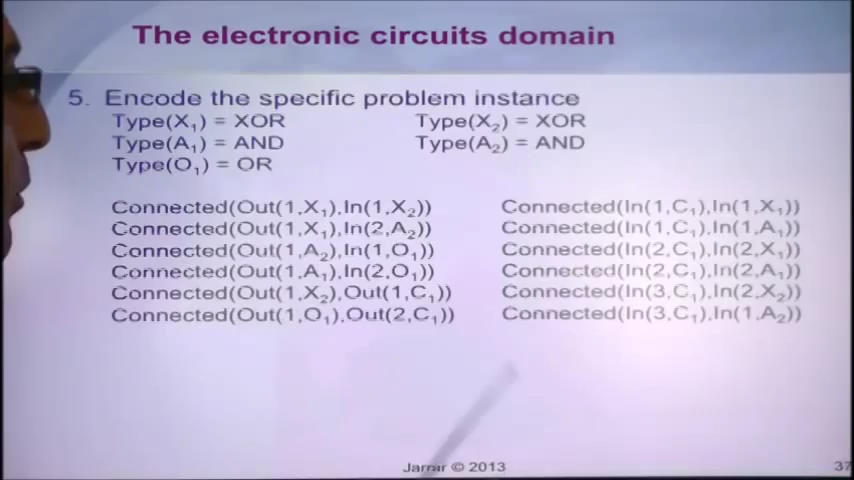 The electronic circuits domain
5. Encode the specific problem instance
Type(X₁) = XOR Type(X₂) = XOR
Type(A₁) = AND Type(A₂) = AND
Type(O₁) = OR
Connected(Out(1,X₁),In(1,X₂)) Connected(In(1,C₁),In(1,X₁))
Connected(Out(1,X₁),In(2,A₂)) Connected(In(1,C₁),In(1,A₁))
Connected(Out(1,A₂),In(1,O₁)) Connected(In(2,C₁),In(2,X₁))
Connected(Out(1,A₁),In(2,O₁)) Connected(In(2,C₁),In(2,A₁))
Connected(Out(1,X₂),Out(1,C₁)) Connected(In(3,C₁),In(2,X₂))
Connected(Out(1,O₁),Out(2,C₁)) Connected(In(3,C₁),In(1,A₂))
Jarrar © 2013
37